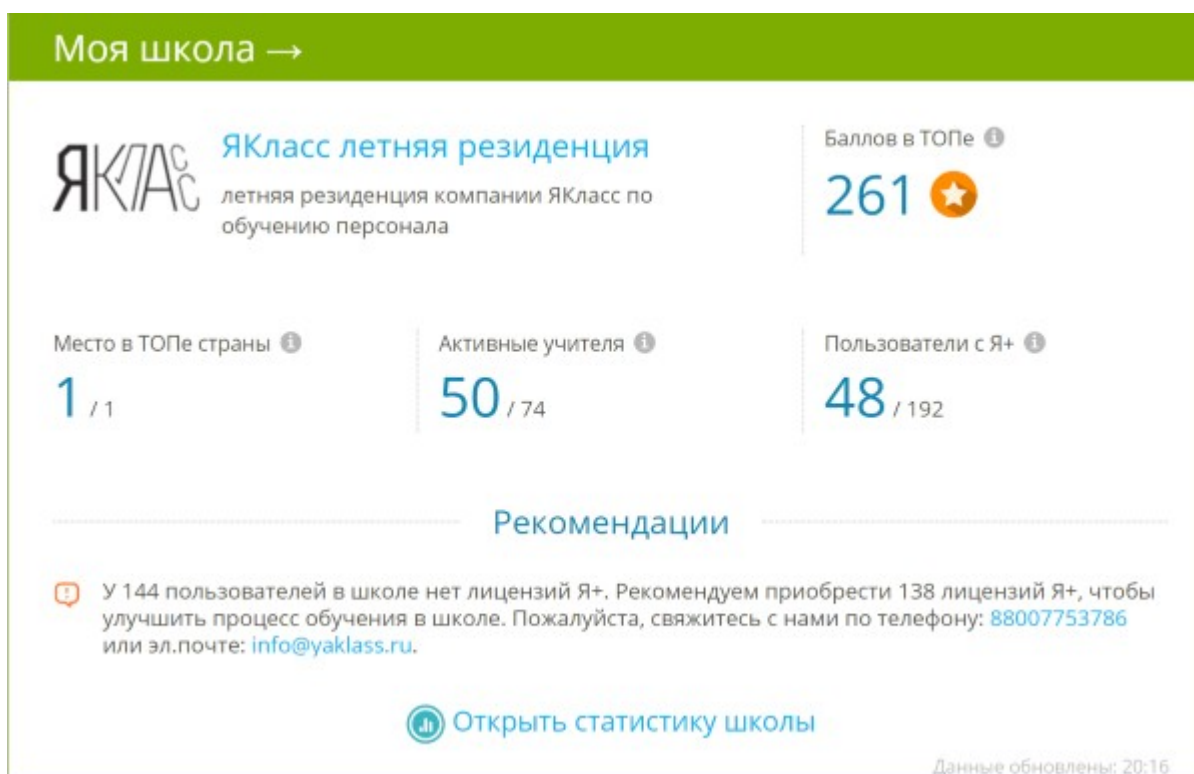 Моя школа →
ЯКласс
ЯКласс летняя резиденция
летняя резиденция компании ЯКласс по
обучению персонала
Баллов в ТОПе
261
Место в ТОПе страны
1 / 1
Активные учителя
50 / 74
Пользователи с Я+
48 / 192
Рекомендации
У 144 пользователей в школе нет лицензий Я+. Рекомендуем приобрести 138 лицензий Я+, чтобы
улучшить процесс обучения в школе. Пожалуйста, свяжитесь с нами по телефону: 88007753786
или эл.почте: info@yaklass.ru.
Открыть статистику школы
Данные обновлены: 20:16